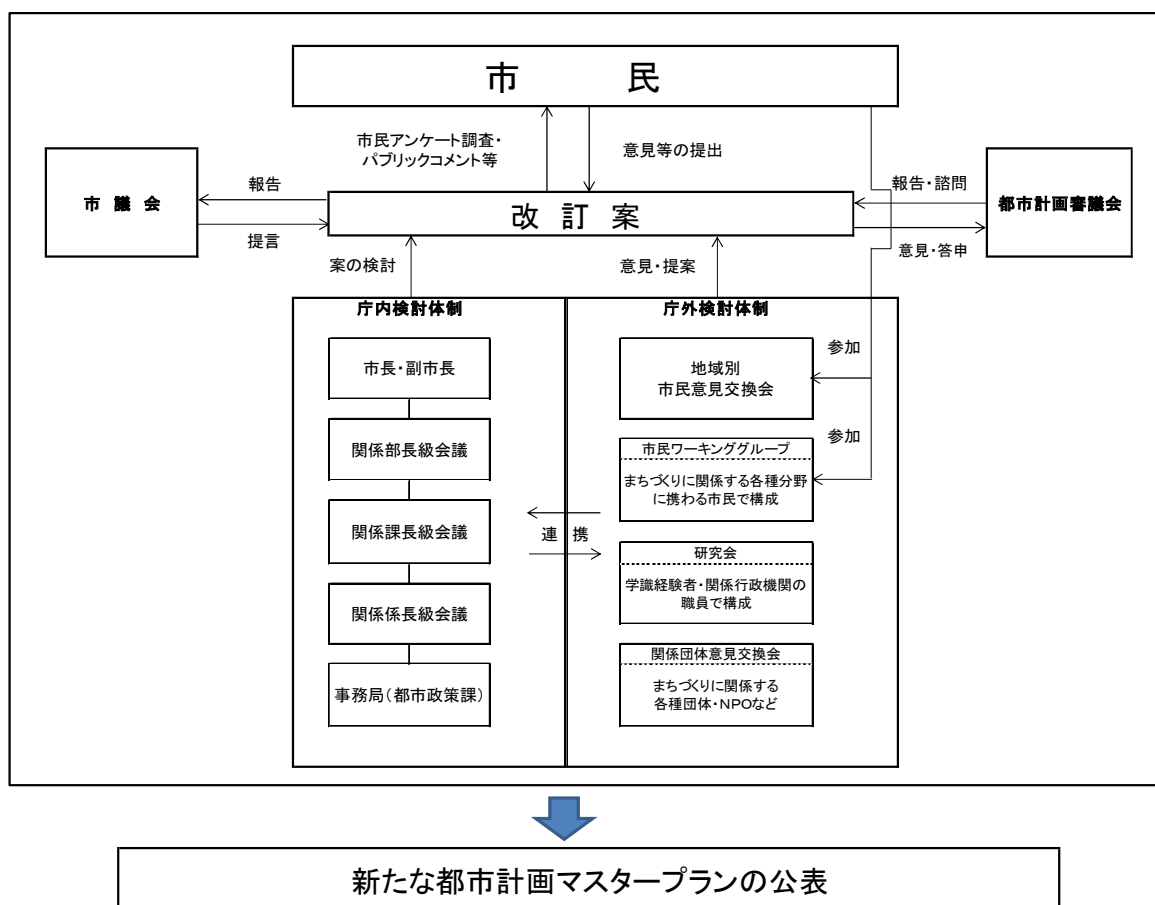 市　　民
市民アンケート調査・
パブリックコメント等
意見等の提出
市 議 会
報告
提言
改 訂 案
報告・諮問
意見・答申
都市計画審議会
案の検討
意見・提案
庁内検討体制
市長・副市長
関係部長級会議
関係課長級会議
関係係長級会議
事務局（都市政策課）
連 携
庁外検討体制
地域別
市民意見交換会
参加
市民ワーキンググループ
まちづくりに関係する各種分野
に携わる市民で構成
参加
研究会
学識経験者・関係行政機関の
職員で構成
関係団体意見交換会
まちづくりに関係する
各種団体・NPOなど
新たな都市計画マスタープランの公表